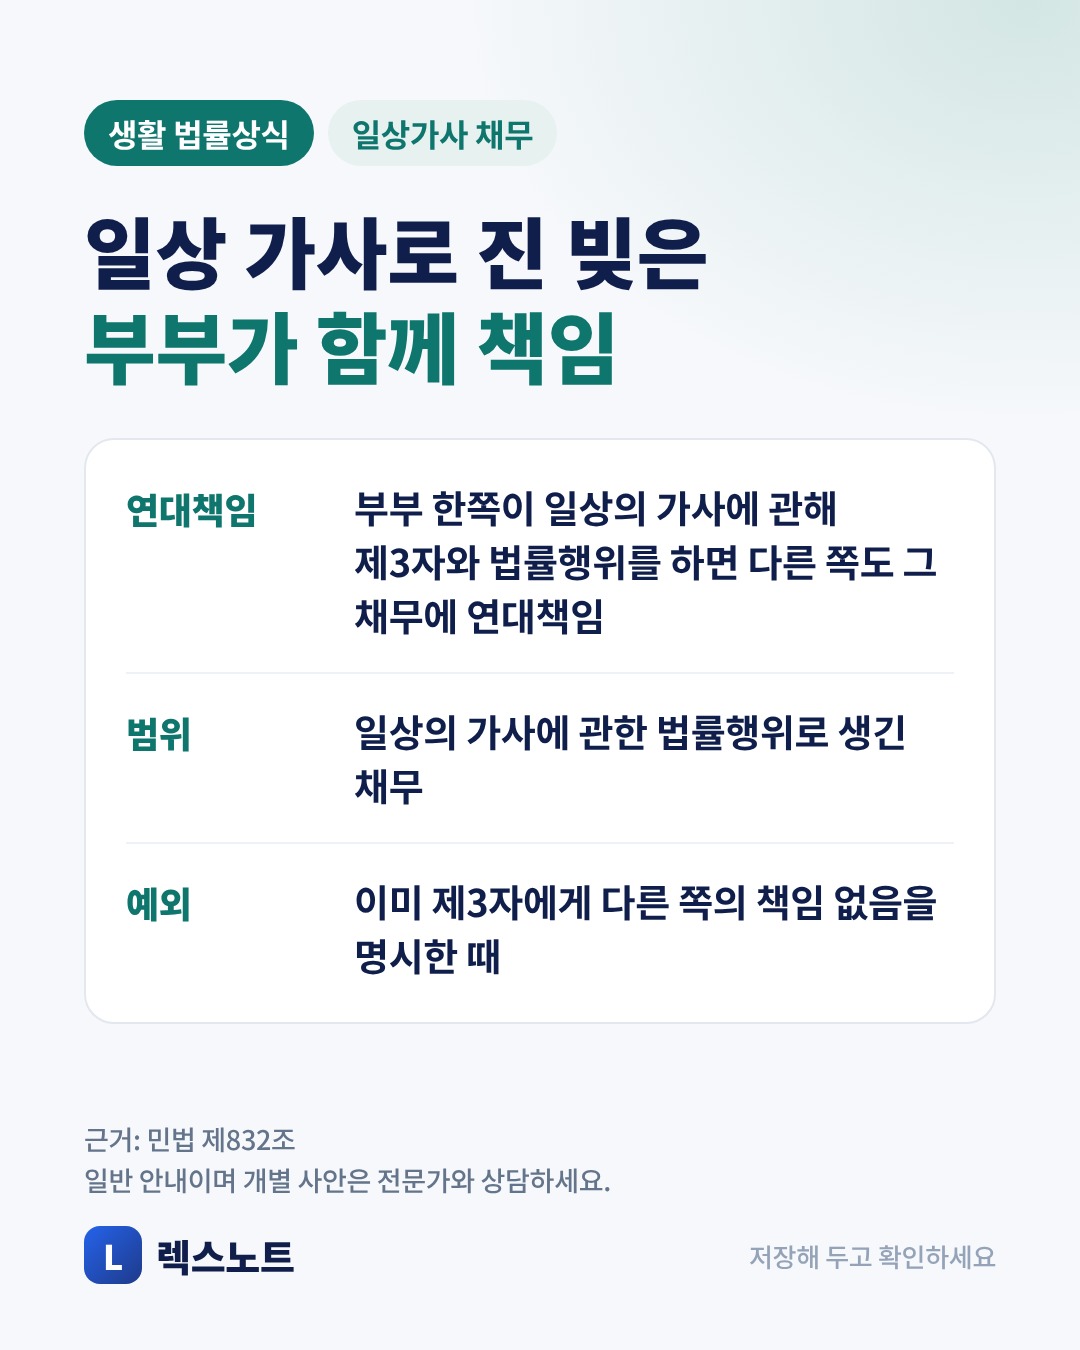 생활 법률상식
일상가사 채무
일상 가사로 진 빚은
부부가 함께 책임
연대책임
부부 한쪽이 일상의 가사에 관해
제3자와 법률행위를 하면 다른 쪽도 그
채무에 연대책임
범위
일상의 가사에 관한 법률행위로 생긴
채무
예외
이미 제3자에게 다른 쪽의 책임 없음을
명시한 때
근거: 민법 제832조
일반 안내이며 개별 사안은 전문가와 상담하세요.
L 렉스노트
저장해 두고 확인하세요